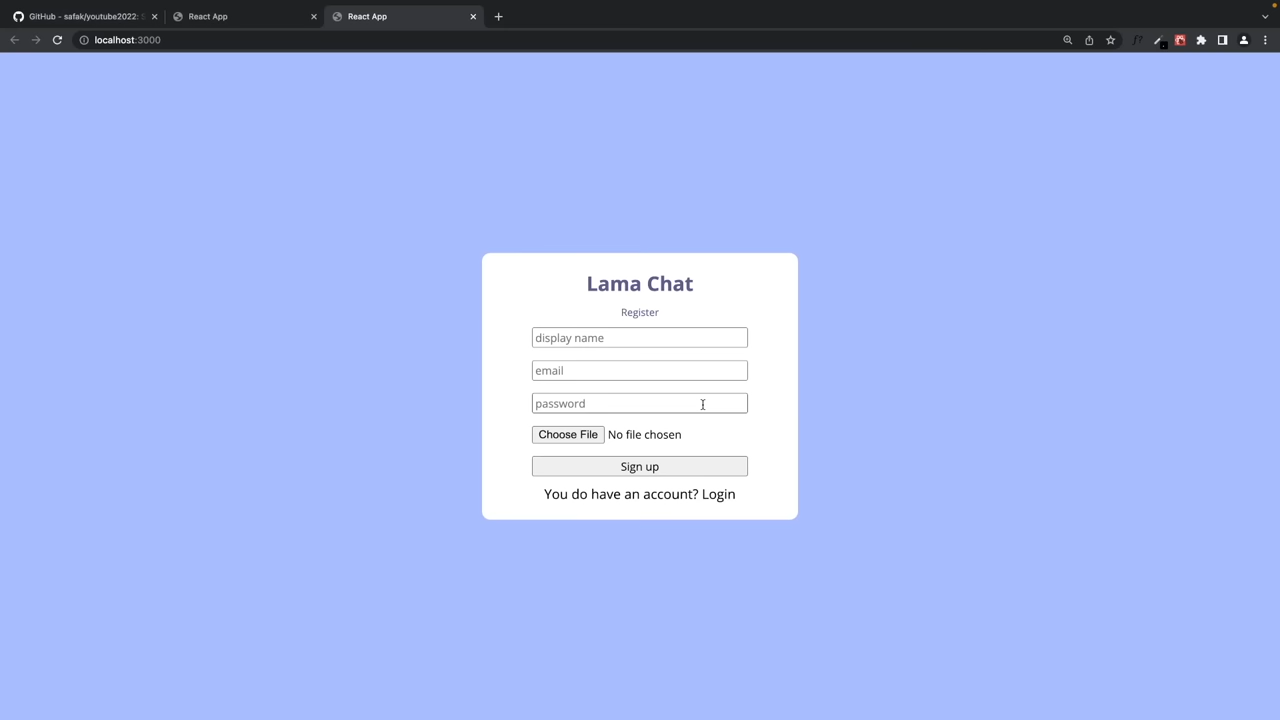 GitHub - safak/youtube2022:
React App
React App
localhost:3000
Lama Chat
Register
display name
email
password
Choose File No file chosen
Sign up
You do have an account? Login